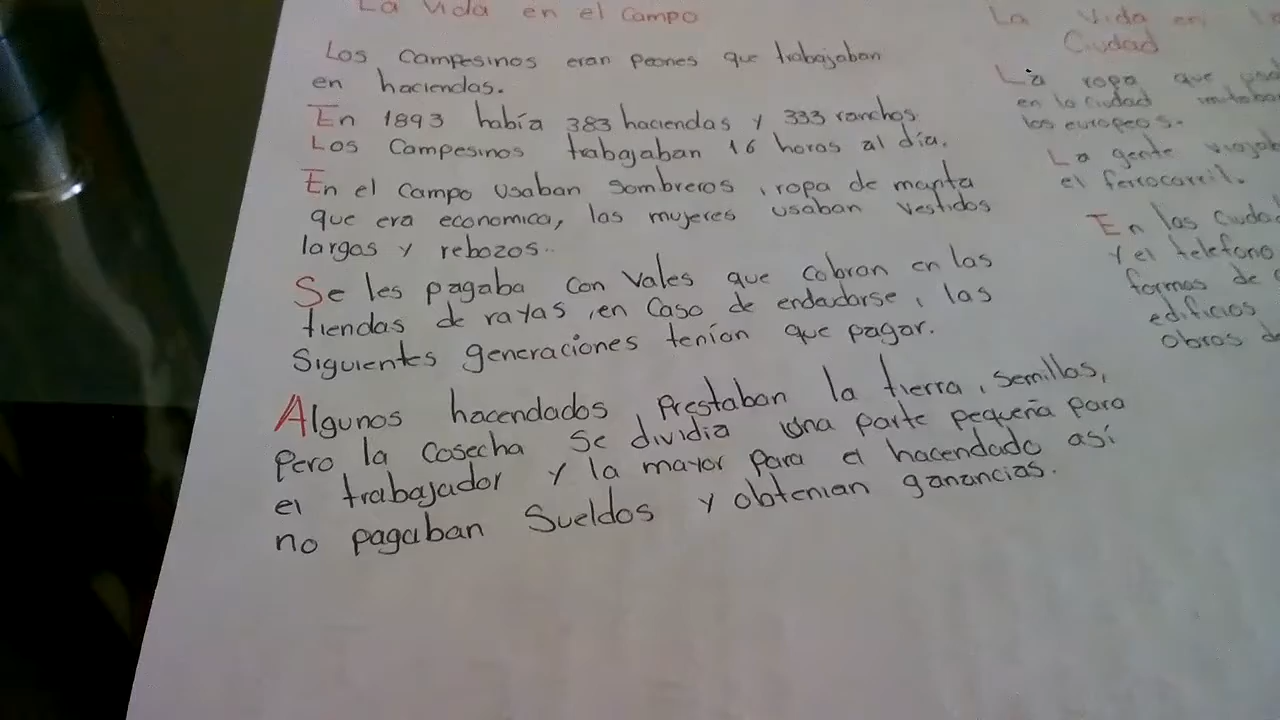 La vida en el campo
Los campesinos eran peones que trabajaban
en haciendas.
En 1893 había 383 haciendas y 333 ranchos.
Los campesinos trabajaban 16 horas al día.
En el campo usaban sombreros, ropa de manta
que era economica, las mujeres usaban vestidos
largos y rebozos..
Se les pagaba con vales que cobran en las
tiendas de rayas, en caso de endadarse, las
siguientes generaciones tenían que pagar.
Algunos hacendados, prestaban la tierra, semillas,
pero la cosecha se dividia una parte pequeña para
el trabajador y la mayor para el hacendado así
no pagaban sueldos y obtenian ganancias.
La vida en
Ciudad
La ropa que
en la ciudad
los europeos.
La gente
el ferrocarril.
En las
y el telefono
formas de
edificios
obras